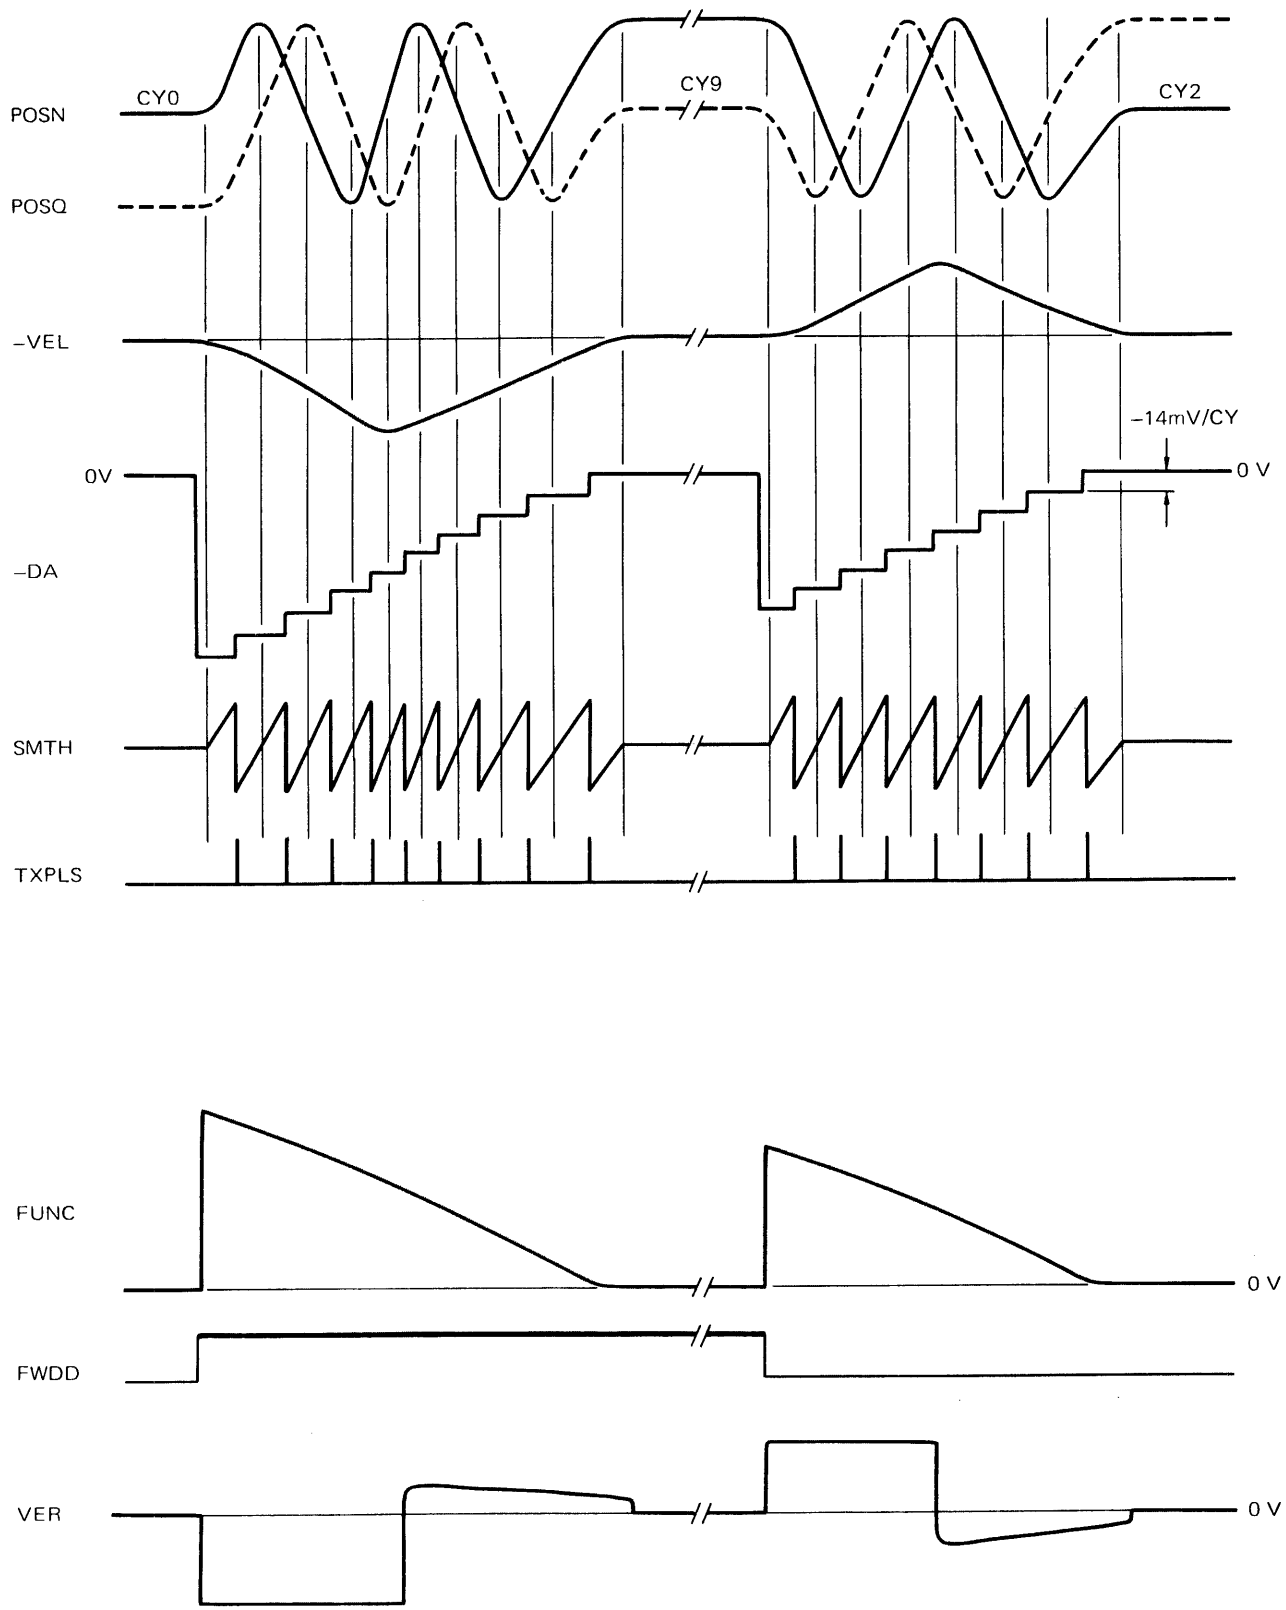 CY0
CY9
CY2
POSN
POSQ
–VEL
–14mV/CY
0V
0 V
–DA
SMTH
TXPLS
FUNC
0 V
FWDD
VER
0 V